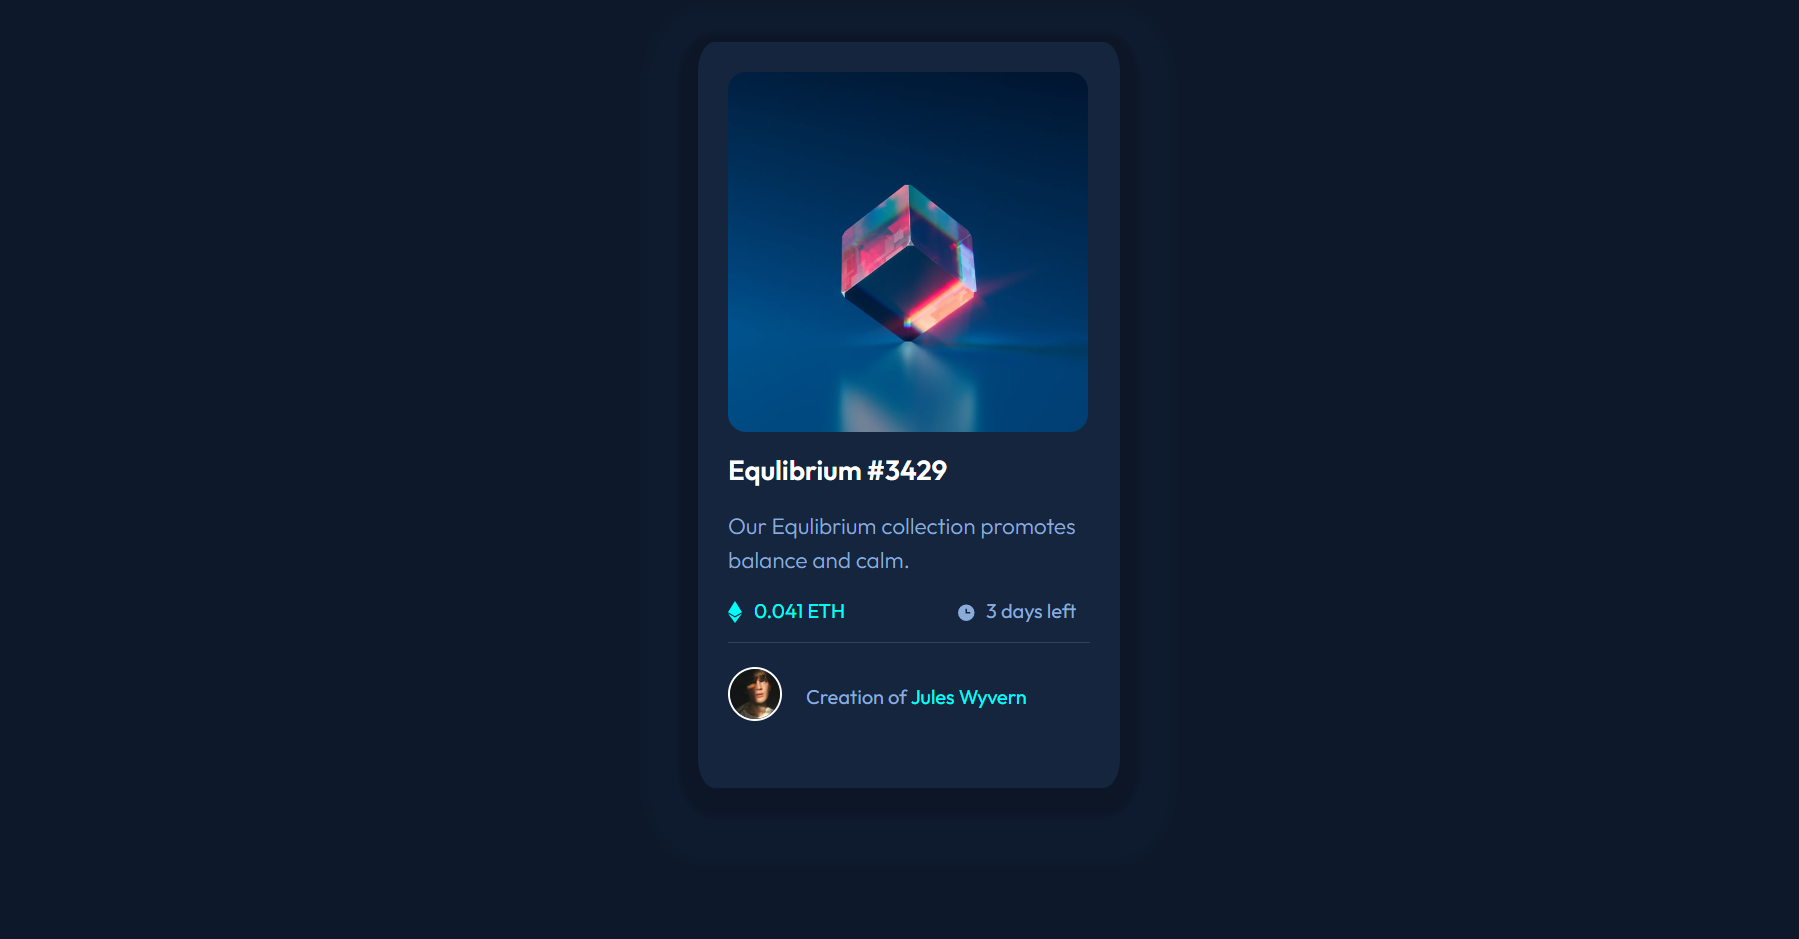 Equlibrium #3429
Our Equlibrium collection promotes
balance and calm.
0.041 ETH
3 days left
Creation of Jules Wyvern